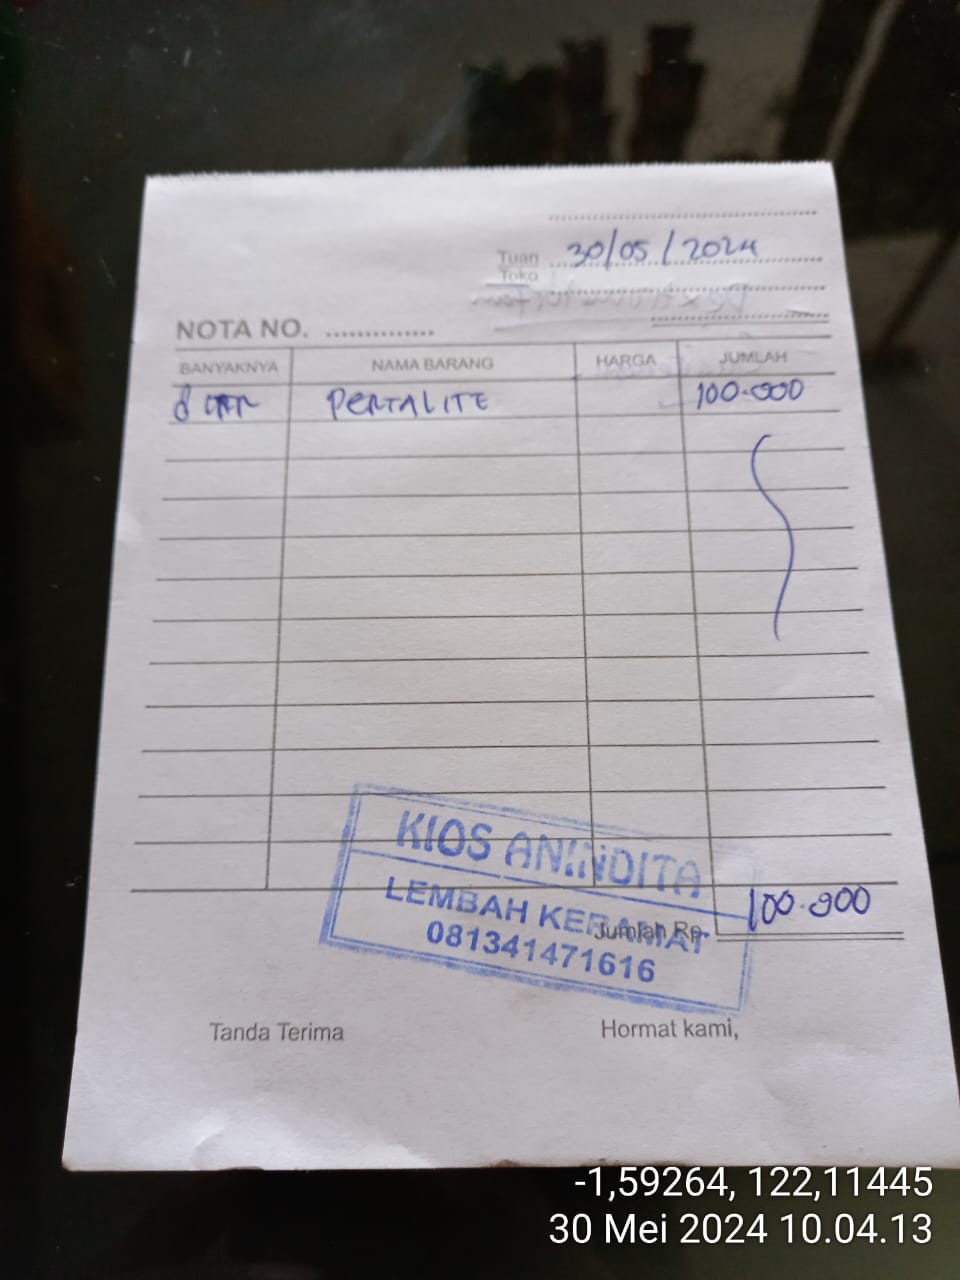 Tuan 30/05/2024
Toko
NOTA NO. ..............
BANYAKNYA NAMA BARANG HARGA JUMLAH
8 PERTALITE 100.000
KIOS ANINDITA
LEMBAH KERAMAT
081341471616
Jumlah Rp. 100.000
Tanda Terima Hormat kami,
-1,59264, 122,11445
30 Mei 2024 10.04.13